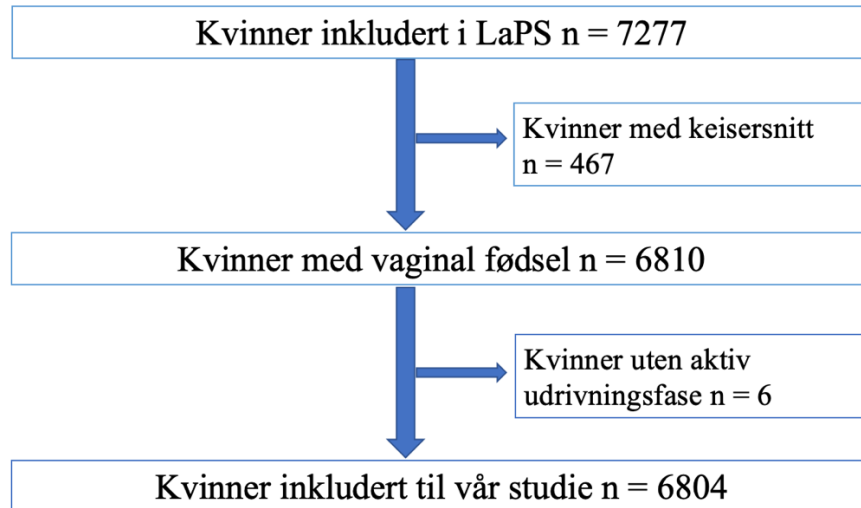 Kvinner inkludert i LaPS n = 7277
Kvinner med keisersnitt
n = 467
Kvinner med vaginal fødsel n = 6810
Kvinner uten aktiv
udrivningsfase n = 6
Kvinner inkludert til vår studie n = 6804